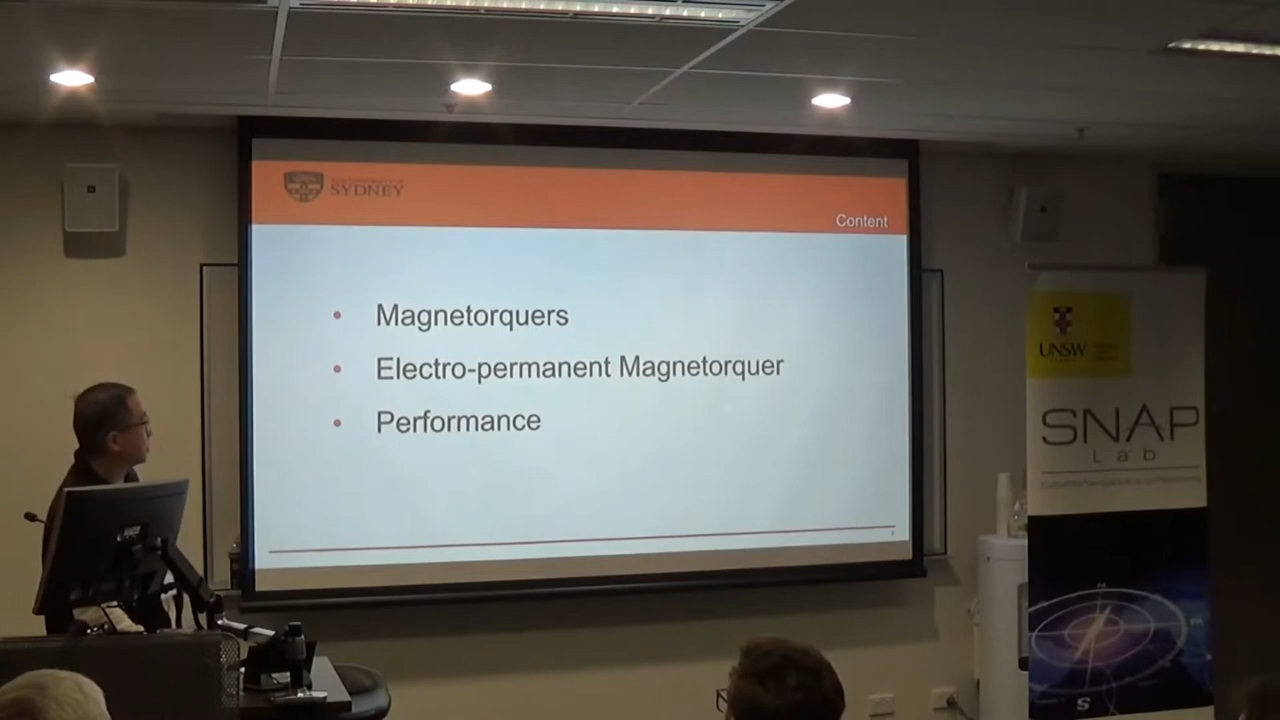 SYDNEY
Content
Magnetorquers
Electro-permanent Magnetorquer
Performance
UNSW
SNAP
Lab
N
S